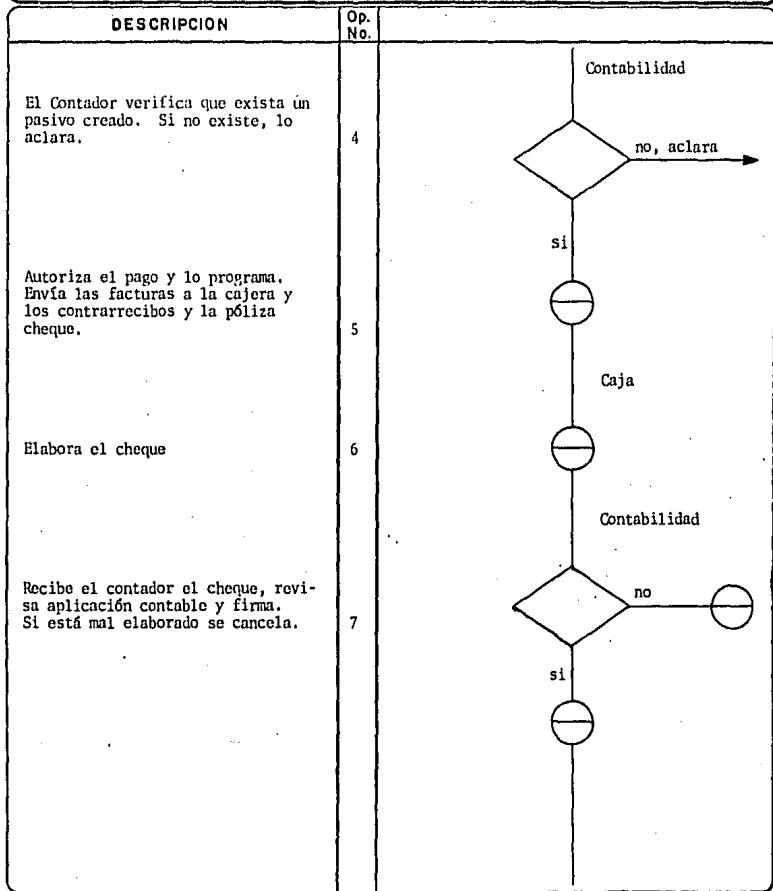 DESCRIPCION
Op. No.
Contabilidad
El Contador verifica que exista un
pasivo creado. Si no existe, lo
aclara.
4
no, aclara
si
Autoriza el pago y lo programa.
Envía las facturas a la cajera y
los contrarrecibos y la póliza
cheque.
5
Caja
Elabora el cheque
6
Contabilidad
Recibe el contador el cheque, revi-
sa aplicación contable y firma.
Si está mal elaborado se cancela.
7
no
si